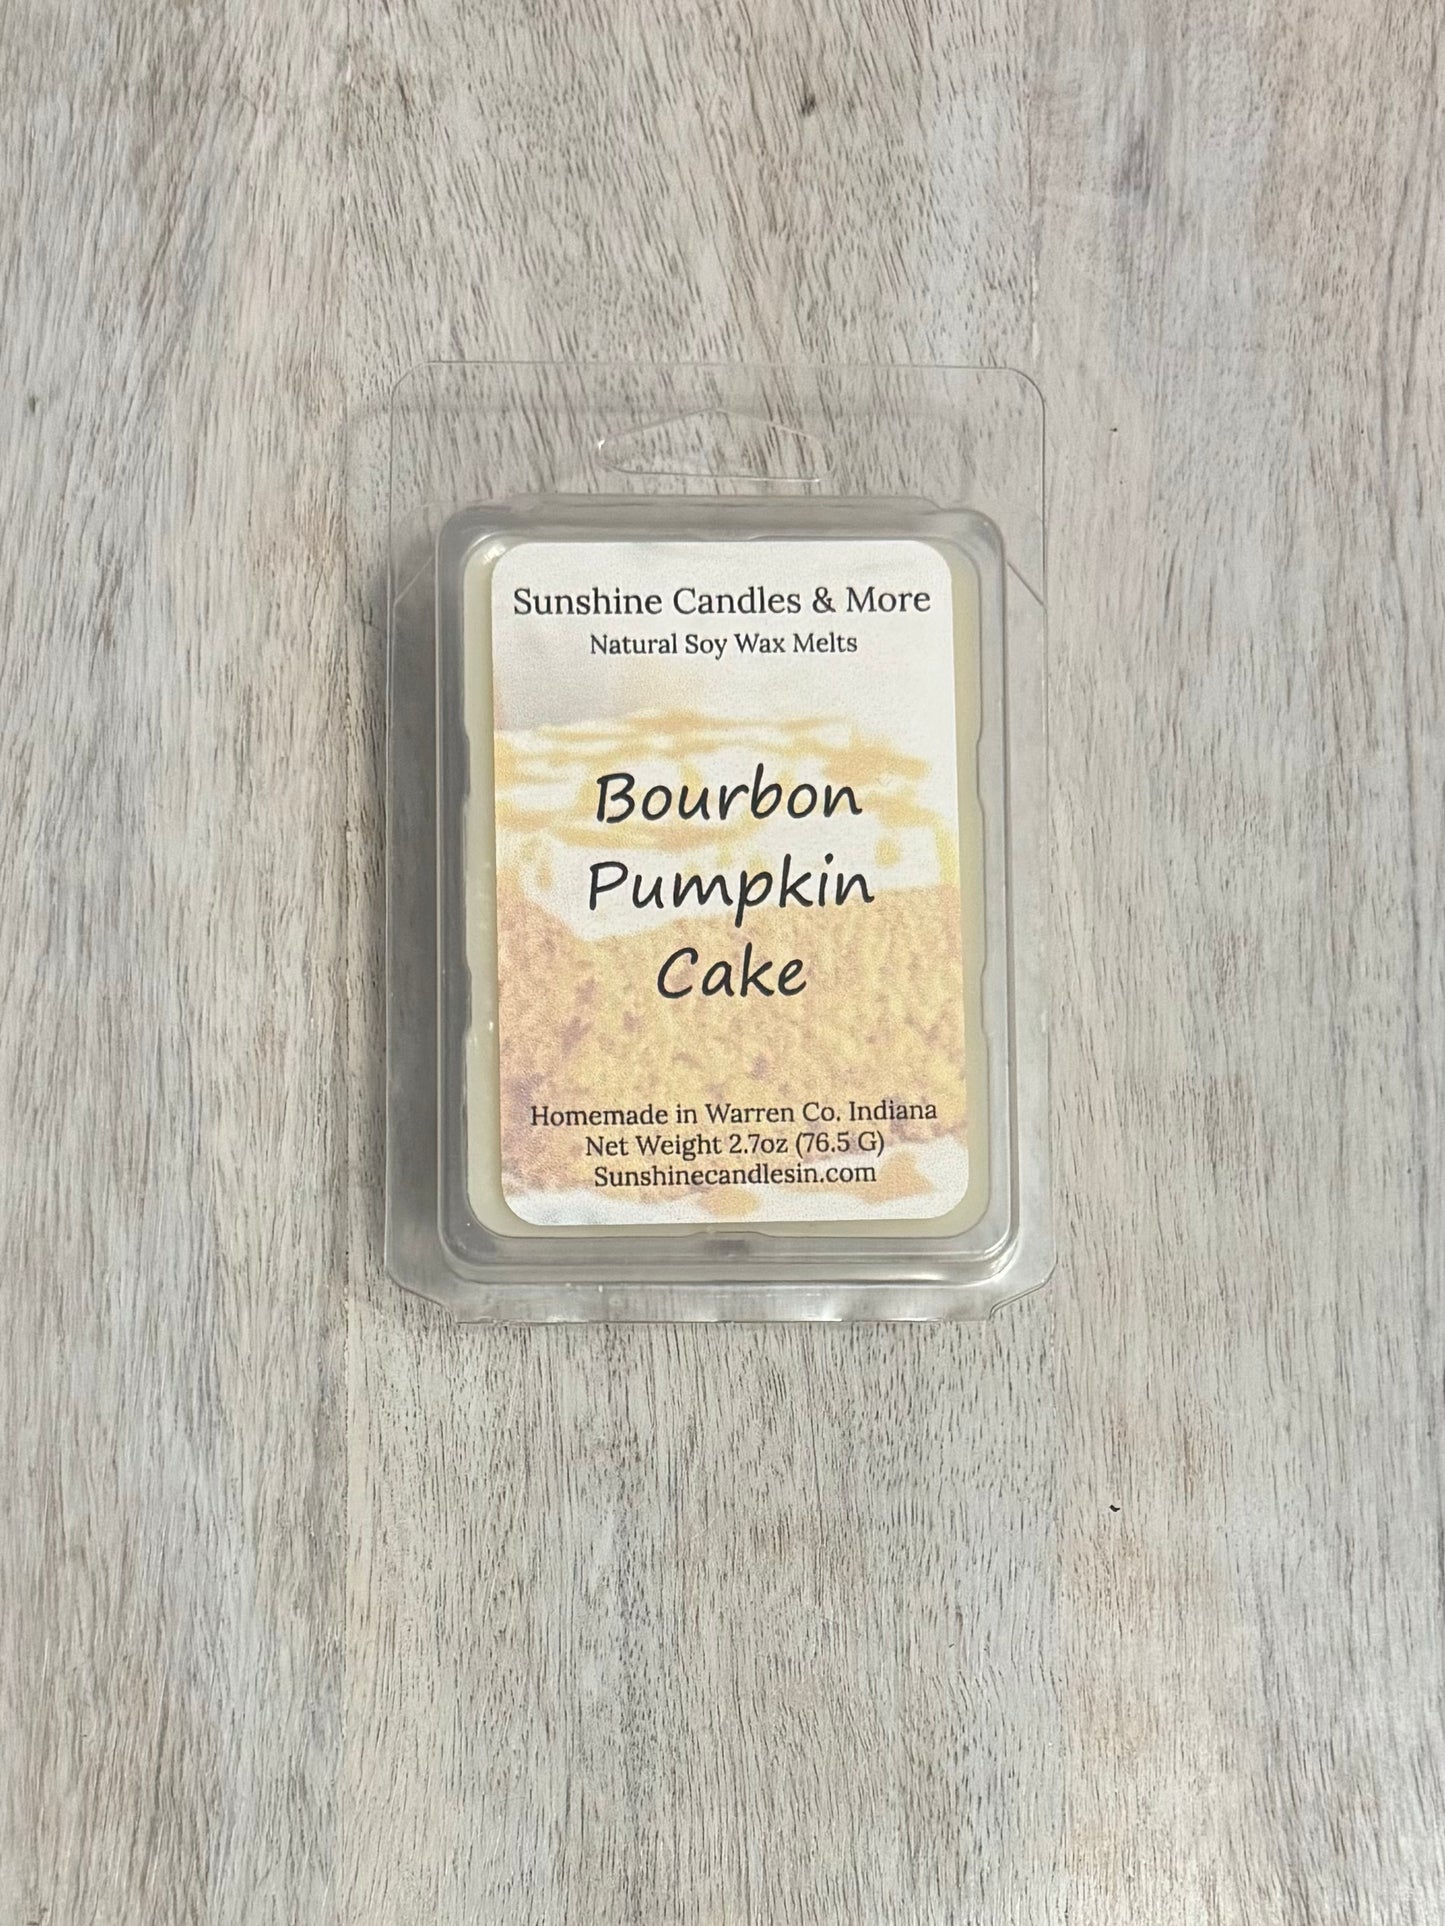 Sunshine Candles & More
Natural Soy Wax Melts
Bourbon
Pumpkin
Cake
Homemade in Warren Co. Indiana
Net Weight 2.7oz (76.5 G)
Sunshinecandlesin.com